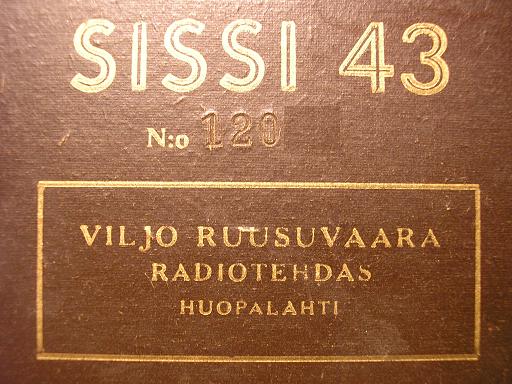 SISSI 43
N:o 120
VILJO RUUSUVAARA
RADIOTEHDAS
HUOPALAHTI